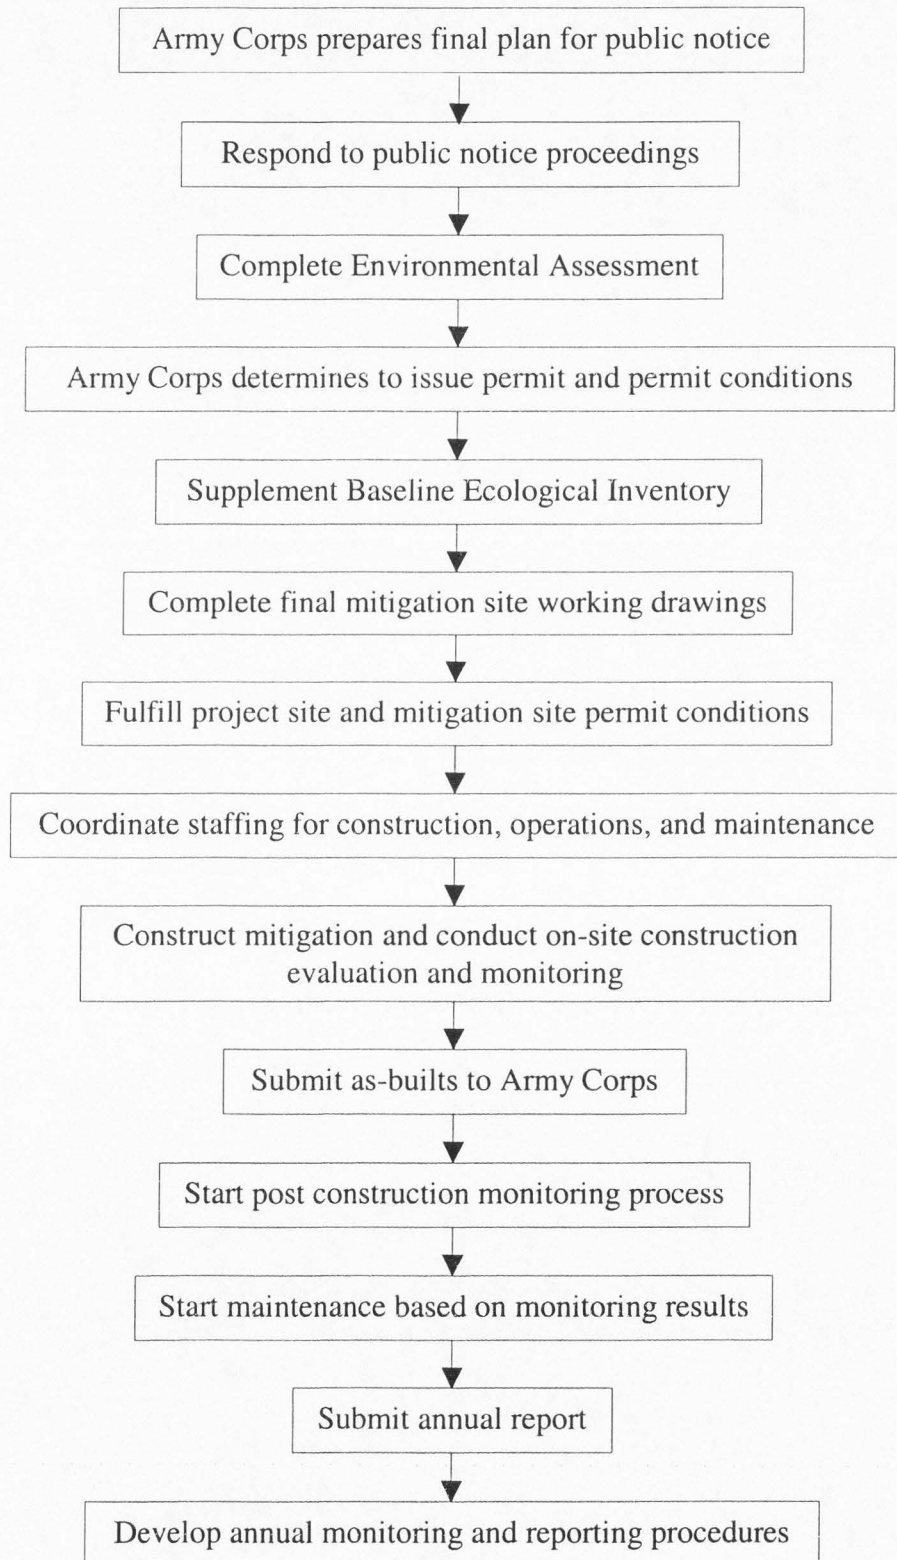 Army Corps prepares final plan for public notice
Respond to public notice proceedings
Complete Environmental Assessment
Army Corps determines to issue permit and permit conditions
Supplement Baseline Ecological Inventory
Complete final mitigation site working drawings
Fulfill project site and mitigation site permit conditions
Coordinate staffing for construction, operations, and maintenance
Construct mitigation and conduct on-site construction
evaluation and monitoring
Submit as-builts to Army Corps
Start post construction monitoring process
Start maintenance based on monitoring results
Submit annual report
Develop annual monitoring and reporting procedures